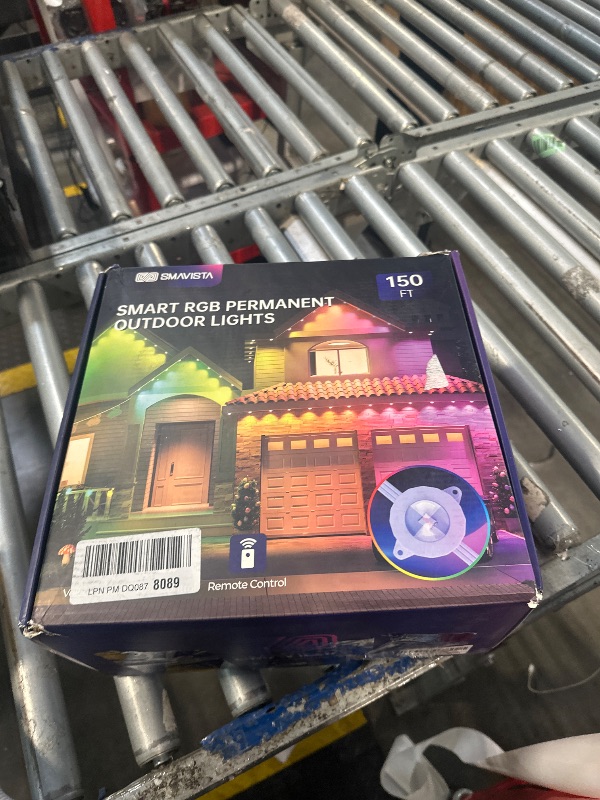 SMAVISTA
150
FT
SMART RGB PERMANENT
OUTDOOR LIGHTS
LPN PM DQ087 8089
Remote Control